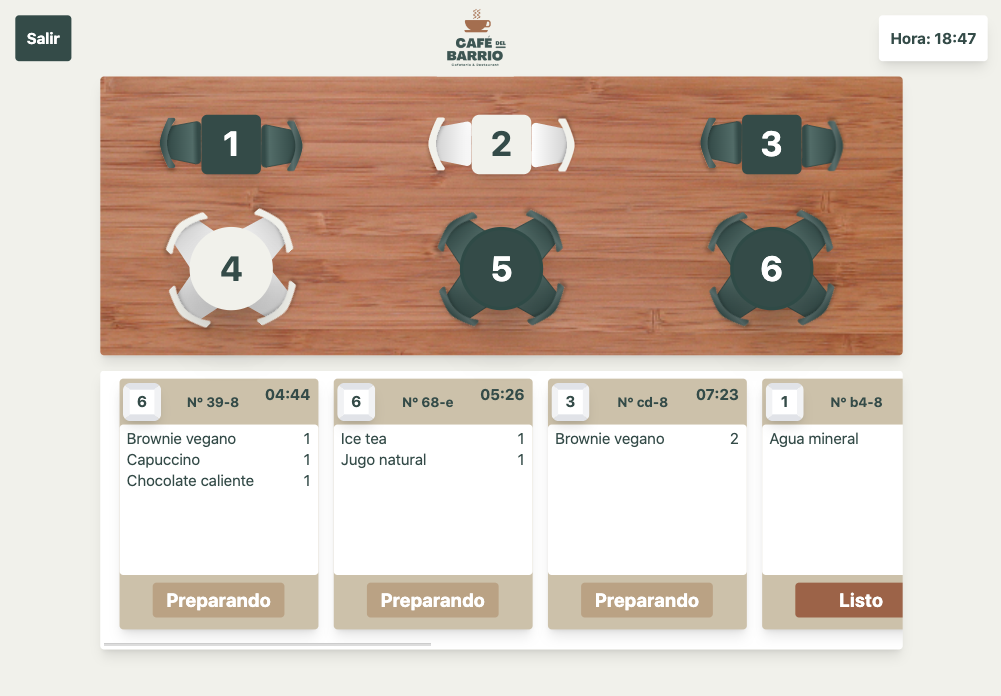 Salir
CAFÉ DEL
BARRIO
Cafetería & Restaurant
Hora: 18:47
1
2
3
4
5
6
6 Nº 39-8 04:44
Brownie vegano 1
Capuccino 1
Chocolate caliente 1
Preparando
6 Nº 68-e 05:26
Ice tea 1
Jugo natural 1
Preparando
3 Nº cd-8 07:23
Brownie vegano 2
Preparando
1 Nº b4-8
Agua mineral
Listo